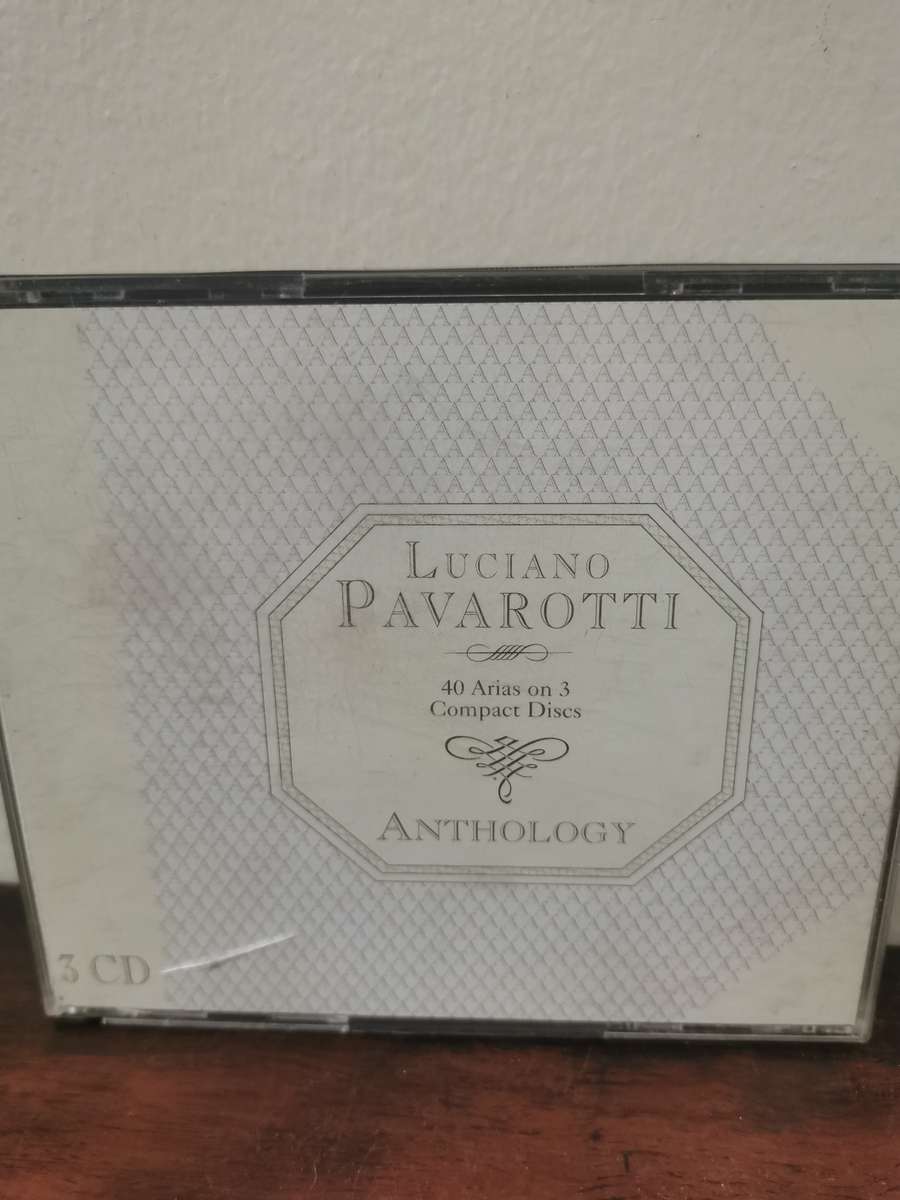 LUCIANO
PAVAROTTI
40 Arias on 3
Compact Discs
ANTHOLOGY
3 CD